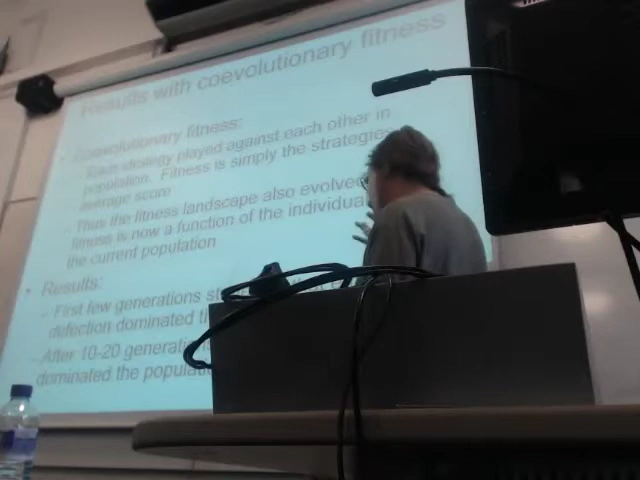 Results with coevolutionary fitness
• Coevolutionary fitness:
– Each strategy played against each other in
population. Fitness is simply the strategies
average score
– Thus the fitness landscape also evolves
fitness is now a function of the individual
the current population
• Results:
– First few generations
defection dominated
– After 10-20
dominated the